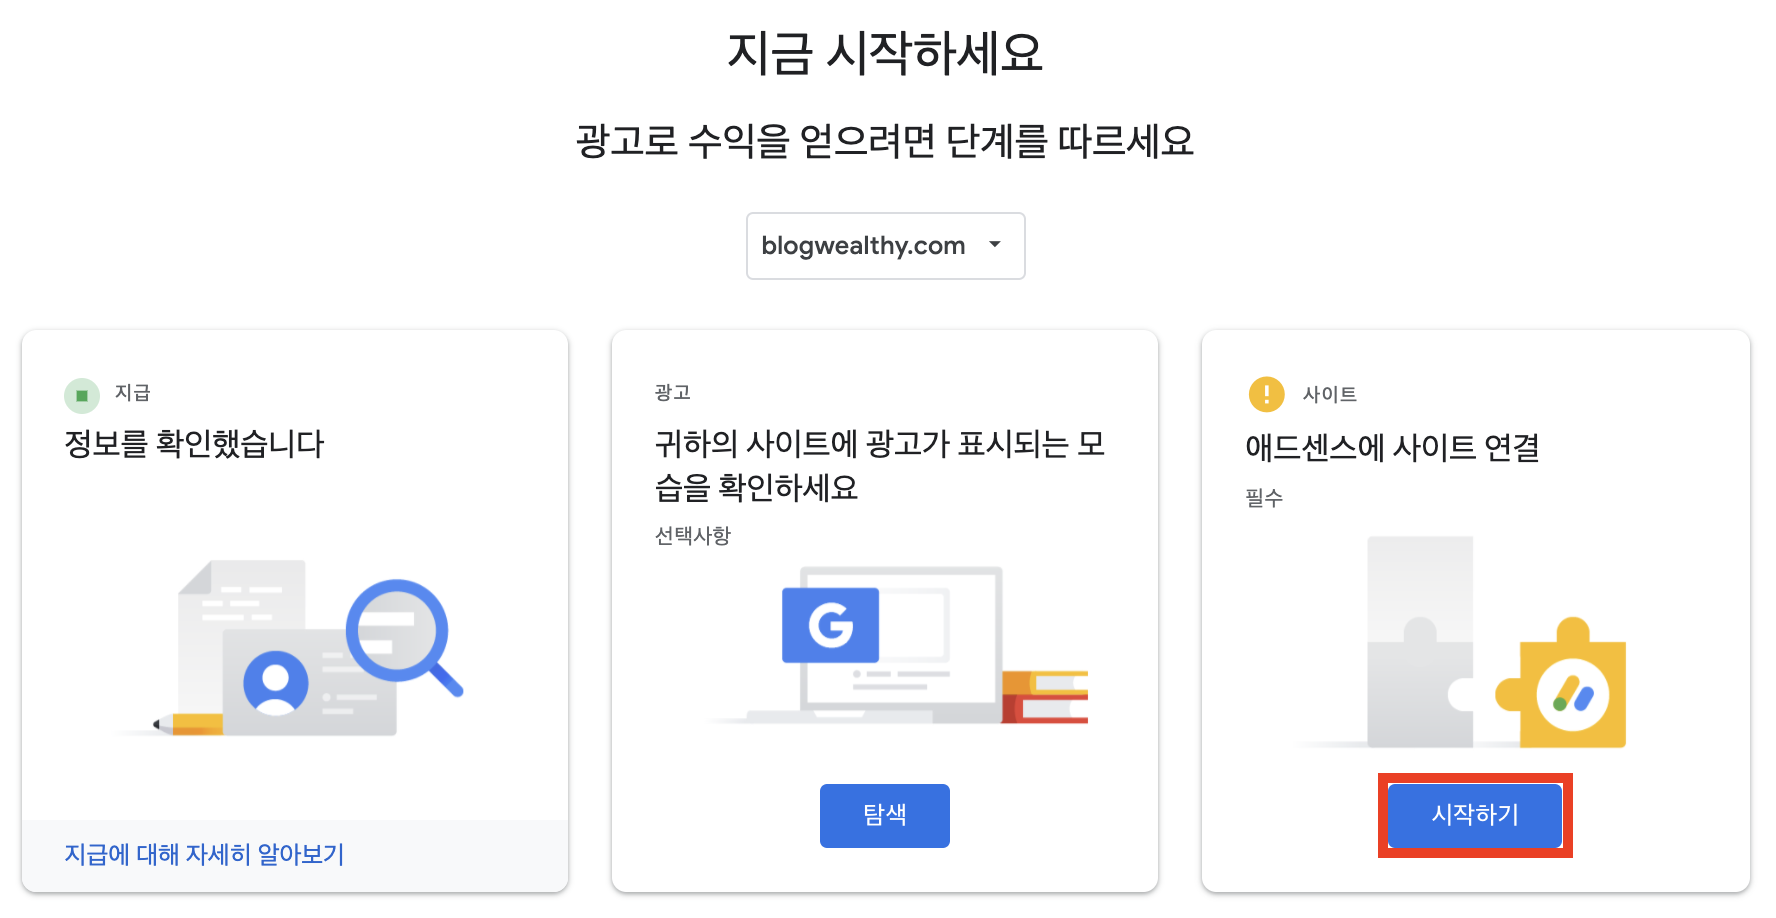 지금 시작하세요
광고로 수익을 얻으려면 단계를 따르세요
blogwealthy.com
지급
정보를 확인했습니다
지급에 대해 자세히 알아보기
광고
귀하의 사이트에 광고가 표시되는 모
습을 확인하세요
선택사항
G
탐색
!
사이트
애드센스에 사이트 연결
필수
시작하기